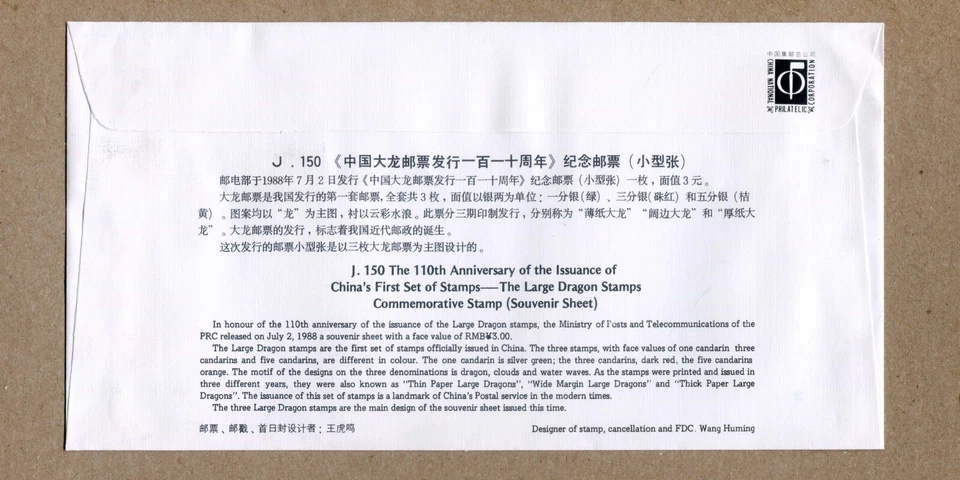 中国集邮总公司
CHINA NATIONAL
PHILATELIC
CORPORATION
J.150 《中国大龙邮票发行一百一十周年》纪念邮票(小型张)
邮电部于1988年7月2日发行《中国大龙邮票发行一百一十周年》纪念邮票(小型张)一枚,面值3元。
大龙邮票是我国发行的第一套邮票,全套共3枚,面值以银两为单位:一分银(绿)、三分银(硃红)和五分银(桔
黄)。图案均以“龙”为主图,衬以云彩水浪。此票分三期印制发行,分别称为“薄纸大龙”“阔边大龙”和“厚纸大
龙”。大龙邮票的发行,标志着我国近代邮政的诞生。
这次发行的邮票小型张是以三枚大龙邮票为主图设计的。
J. 150 The 110th Anniversary of the Issuance of
China's First Set of Stamps——The Large Dragon Stamps
Commemorative Stamp (Souvenir Sheet)
In honour of the 110th anniversary of the issuance of the Large Dragon stamps, the Ministry of Posts and Telecommunications of the
PRC released on July 2, 1988 a souvenir sheet with a face value of RMB¥3.00.
The Large Dragon stamps are the first set of stamps officially issued in China. The three stamps, with face values of one candarin three
candarins and five candarins, are different in colour. The one candarin is silver green; the three candarins, dark red, the five candarins
orange. The motif of the designs on the three denominations is dragon, clouds and water waves. As the stamps were printed and issued in
three different years, they were also known as "Thin Paper Large Dragons", "Wide Margin Large Dragons" and "Thick Paper Large
Dragons". The issuance of this set of stamps is a landmark of China's Postal service in the modern times.
The three Large Dragon stamps are the main design of the souvenir sheet issued this time.
邮票、邮戳、首日封设计者:王虎鸣
Designer of stamp, cancellation and FDC. Wang Huming